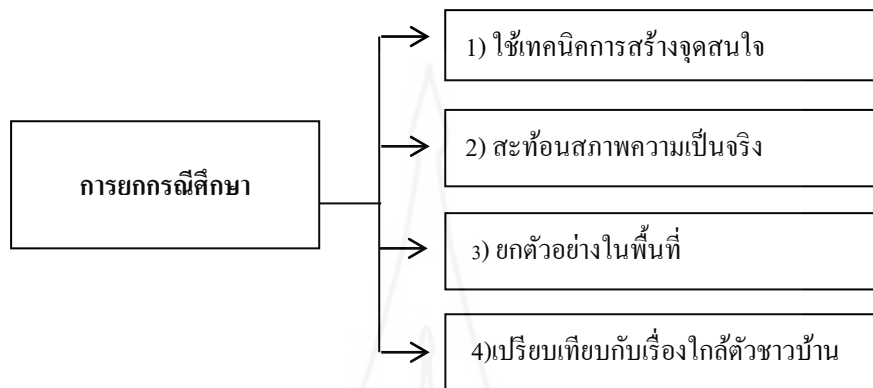 1) ใช้เทคนิคการสร้างจุดสนใจ
2) สะท้อนสภาพความเป็นจริง
การยกกรณีศึกษา
3) ยกตัวอย่างในพื้นที่
4)เปรียบเทียบกับเรื่องใกล้ตัวชาวบ้าน